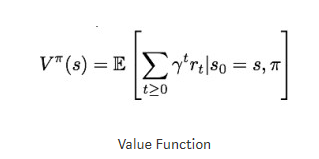 V^π(s) = 𝔼 [ ∑_{t≥0} γ^t r_t | s_0 = s, π ]
Value Function